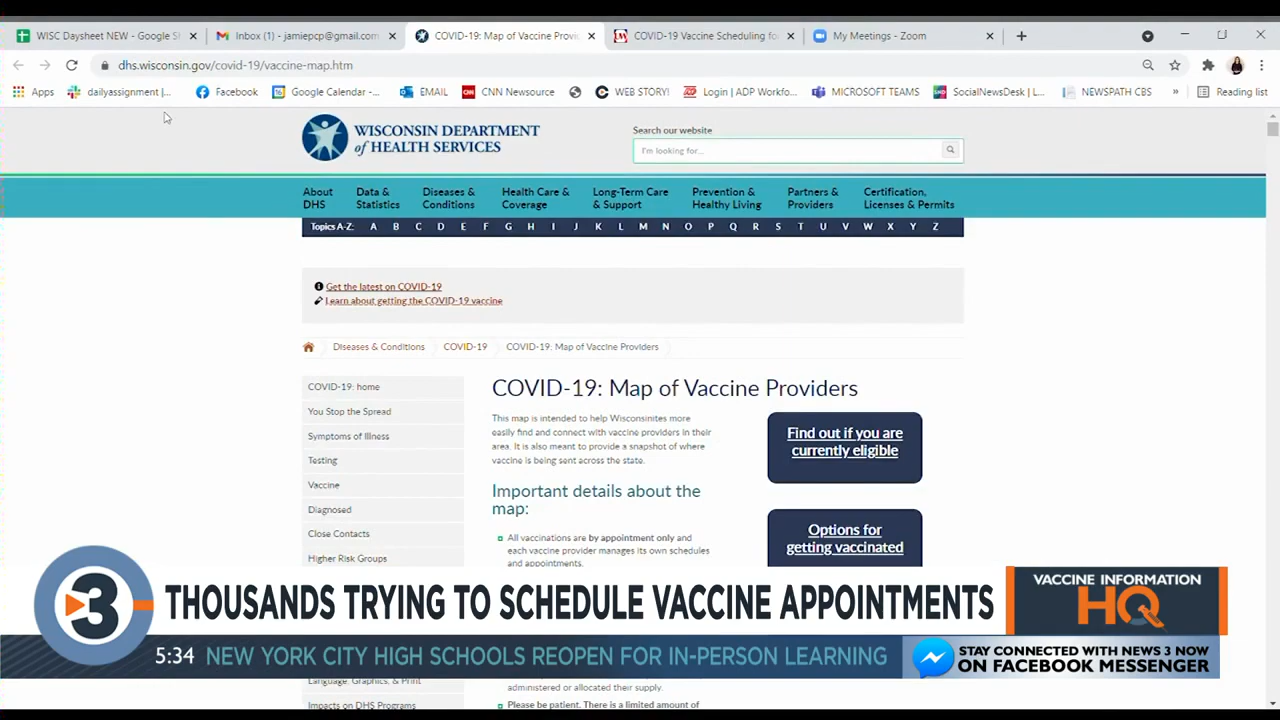 WISC Daysheet NEW - Google S
Inbox (1) - jamiepcp@gmail.com
COVID-19: Map of Vaccine Provi
COVID-19 Vaccine Scheduling fo
My Meetings - Zoom
dhs.wisconsin.gov/covid-19/vaccine-map.htm
Apps
dailyassignment |...
Facebook
Google Calendar -...
EMAIL
CNN Newsource
WEB STORY!
Login | ADP Workfo...
MICROSOFT TEAMS
SocialNewsDesk | L...
NEWSPATH CBS
»
Reading list
WISCONSIN DEPARTMENT
of HEALTH SERVICES
Search our website
I'm looking for...
About
DHS
Data &
Statistics
Diseases &
Conditions
Health Care &
Coverage
Long-Term Care
& Support
Prevention &
Healthy Living
Partners &
Providers
Certification,
Licenses & Permits
Topics A-Z: A B C D E F G H I J K L M N O P Q R S T U V W X Y Z
Get the latest on COVID-19
Learn about getting the COVID-19 vaccine
Diseases & Conditions
COVID-19
COVID-19: Map of Vaccine Providers
COVID-19: home
You Stop the Spread
Symptoms of Illness
Testing
Vaccine
Diagnosed
Close Contacts
Higher Risk Groups
COVID-19: Map of Vaccine Providers
This map is intended to help Wisconsinites more
easily find and connect with vaccine providers in their
area. It is also meant to provide a snapshot of where
vaccine is being sent across the state.
Important details about the
map:
All vaccinations are by appointment only and
each vaccine provider manages its own schedules
and appointments.
Find out if you are
currently eligible
Options for
getting vaccinated
3
THOUSANDS TRYING TO SCHEDULE VACCINE APPOINTMENTS
VACCINE INFORMATION
HQ
5:34 NEW YORK CITY HIGH SCHOOLS REOPEN FOR IN-PERSON LEARNING
STAY CONNECTED WITH NEWS 3 NOW
ON FACEBOOK MESSENGER
Language, Graphics, & Print
Impacts on DHS Programs
administered or allocated their supply.
Please be patient. There is a limited amount of